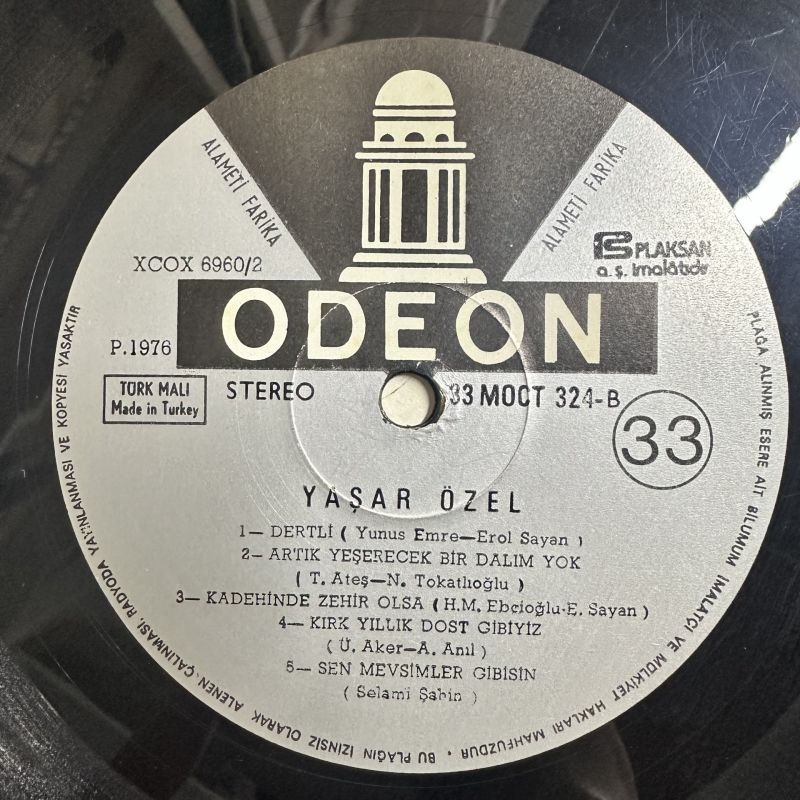 ALAMETİ FARİKA
ALAMETİ FARİKA
PLAKSAN
a.ş. imalâtıdır
XCOX 6960/2
ODEON
P.1976
TÜRK MALI
Made in Turkey
STEREO
33 MOCT 324-B
33
YAŞAR ÖZEL
1— DERTLİ ( Yunus Emre—Erol Sayan )
2— ARTIK YEŞERECEK BİR DALIM YOK
( T. Ateş—N. Tokatlıoğlu )
3— KADEHİNDE ZEHİR OLSA ( H.M. Ebcioğlu-E. Sayan )
4— KIRK YILLIK DOST GİBİYİZ
( Ü. Aker—A. Anıl )
5— SEN MEVSİMLER GİBİSİN
( Selami Şahin )
PLAĞA ALINMIŞ ESERE AİT BİLUMUM İMALATÇI VE MÜLKİYET HAKLARI MAHFUZDUR • BU PLAĞIN İZİNSİZ OLARAK ALENEN ÇALINMASI, RADYODA YAYINLANMASI VE KOPYESİ YASAKTIR